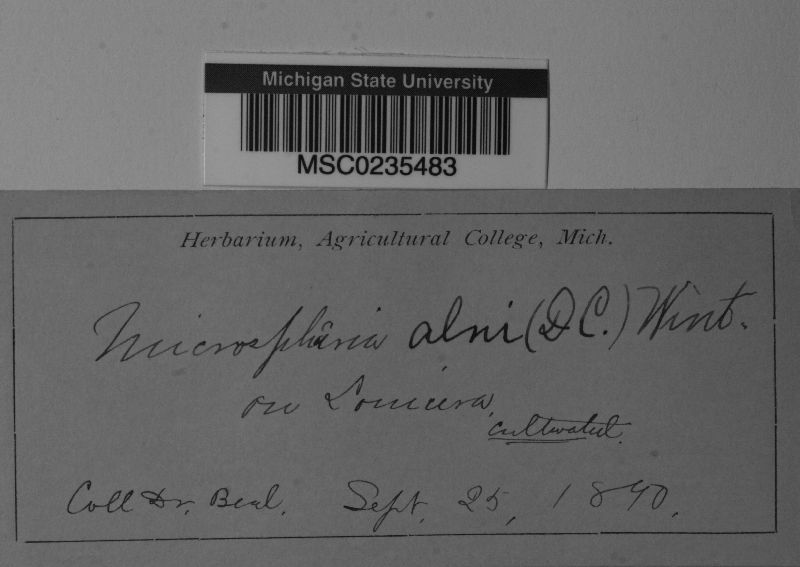 Michigan State University
MSC0235483
Herbarium, Agricultural College, Mich.
Microsphäria alni (DC.) Wint.
on Lonicera,
cultivated.
Coll Dr. Beal. Sept. 25, 1890.